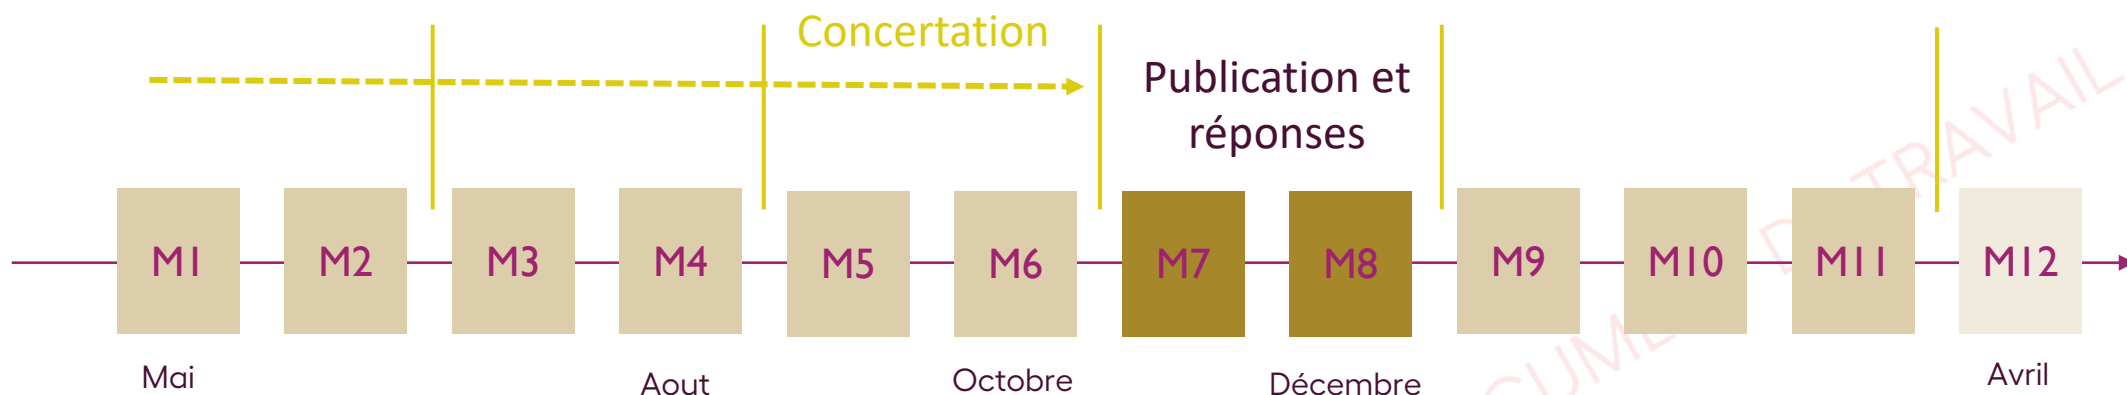 Concertation
Publication et
réponses
M1 M2 M3 M4 M5 M6 M7 M8 M9 M10 M11 M12
Mai Aout Octobre Décembre Avril
TRAVAIL